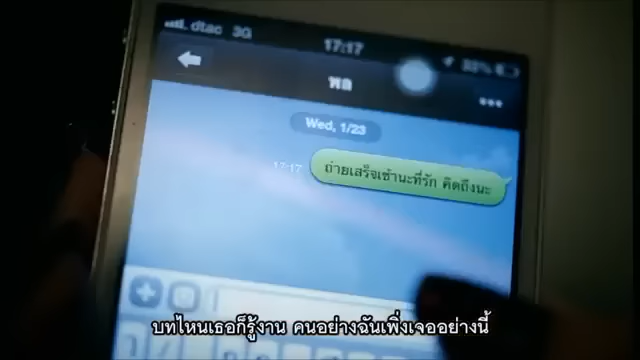 dtac 3G
17:17
พล
Wed, 1/23
17:17
ถ่ายเสร็จเช้านะที่รัก คิดถึงนะ
บทไหนเธอก็รู้งาน คนอย่างฉันเพิ่งเจออย่างนี้